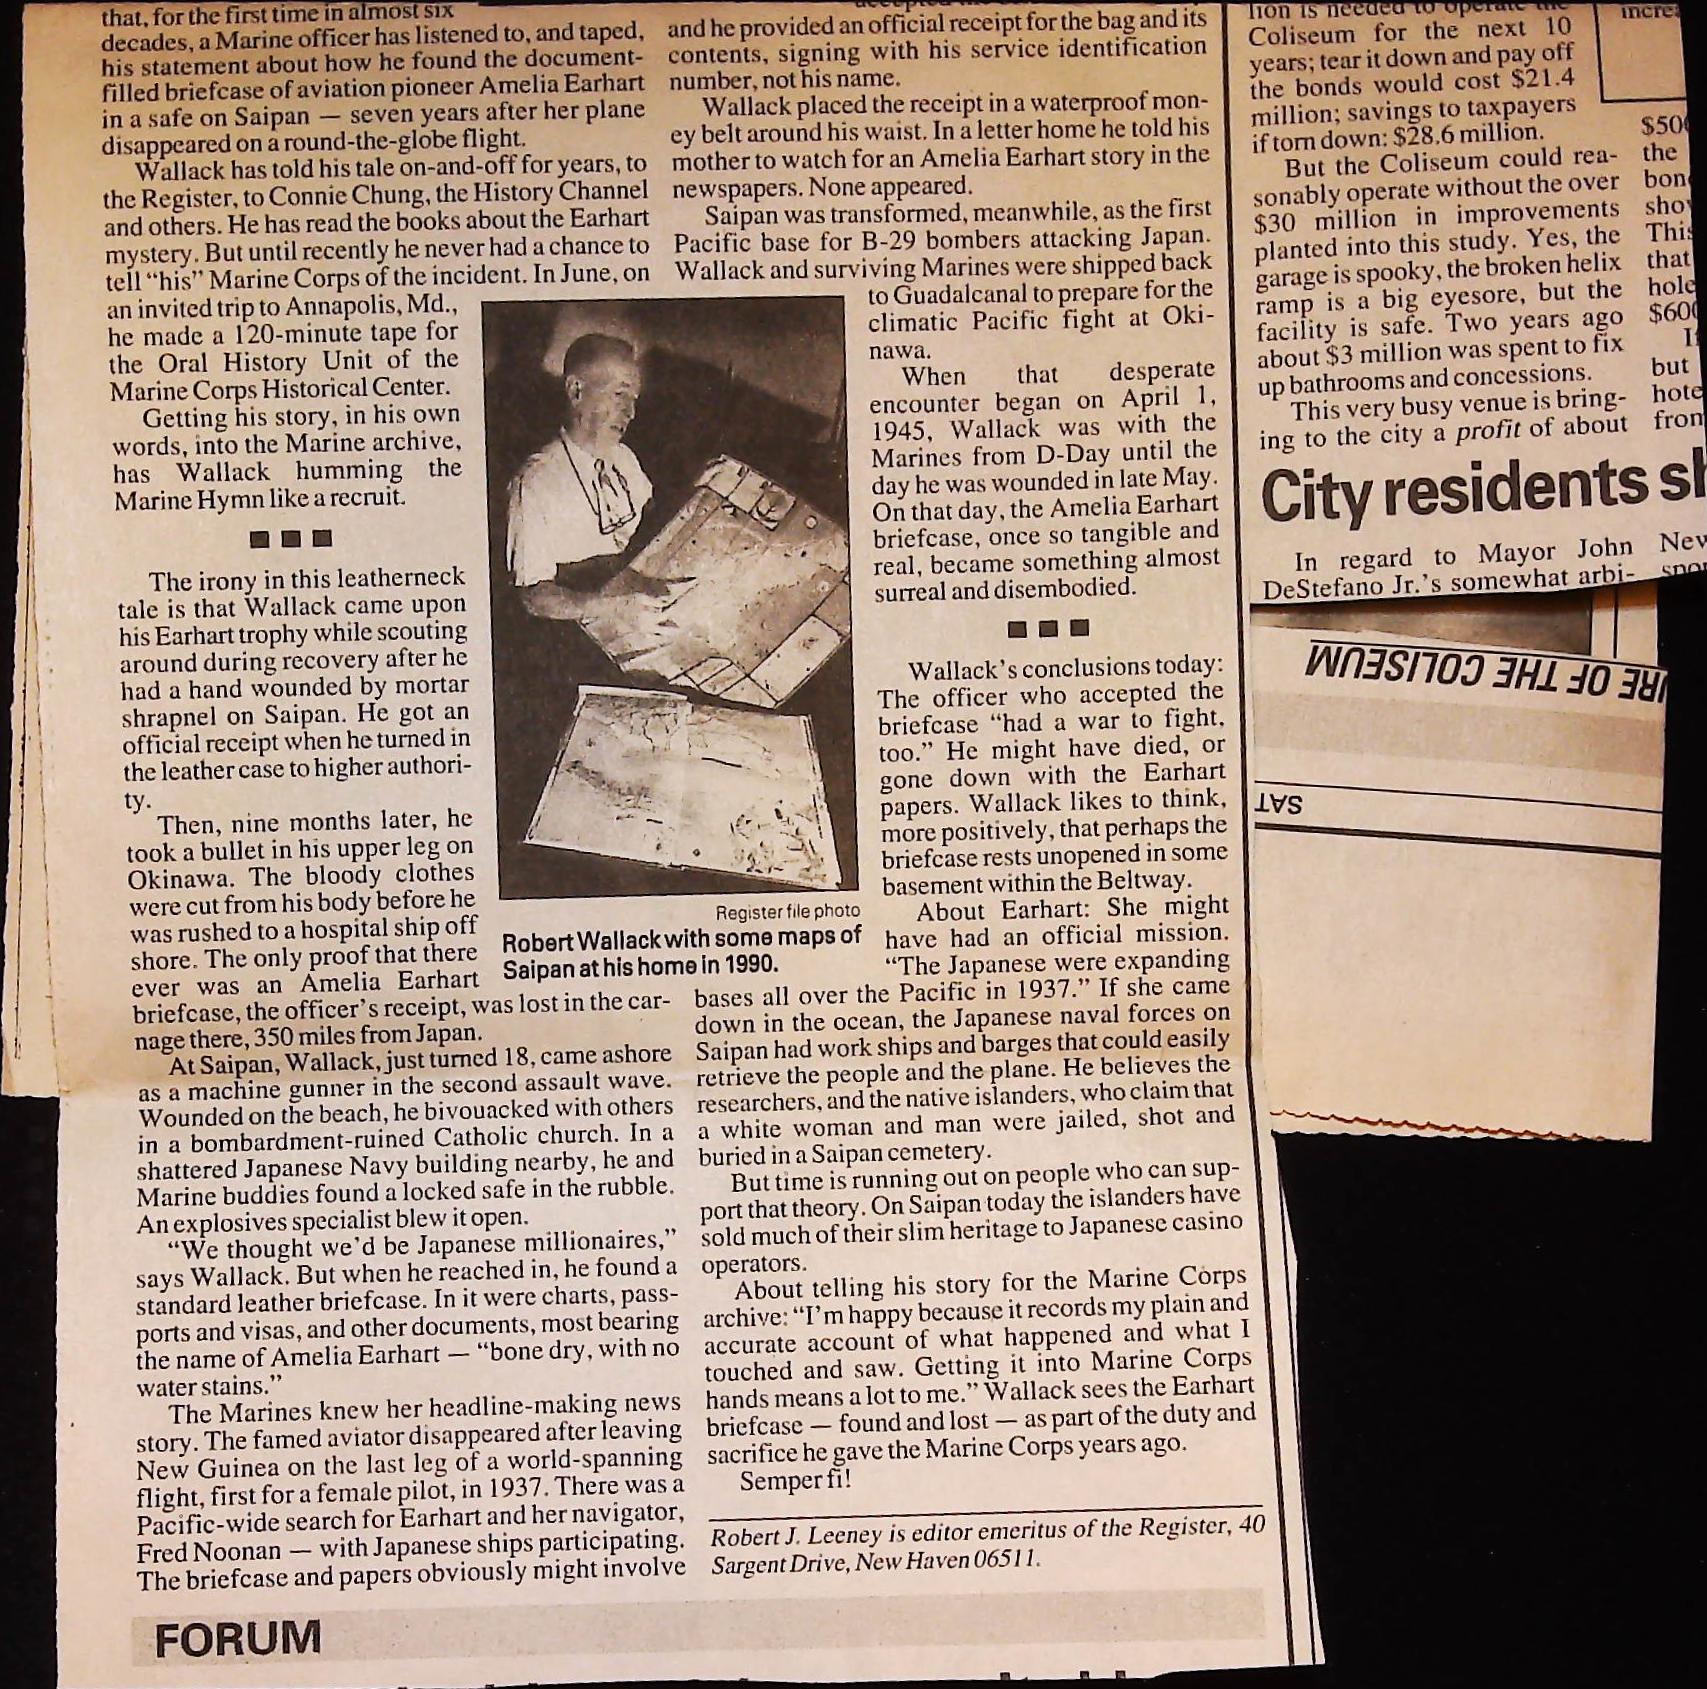 that, for the first time in almost six
decades, a Marine officer has listened to, and taped,
his statement about how he found the document-
filled briefcase of aviation pioneer Amelia Earhart
in a safe on Saipan — seven years after her plane
disappeared on a round-the-globe flight.
Wallack has told his tale on-and-off for years, to
the Register, to Connie Chung, the History Channel
and others. He has read the books about the Earhart
mystery. But until recently he never had a chance to
tell “his” Marine Corps of the incident. In June, on
an invited trip to Annapolis, Md.,
he made a 120-minute tape for
the Oral History Unit of the
Marine Corps Historical Center.
Getting his story, in his own
words, into the Marine archive,
has Wallack humming the
Marine Hymn like a recruit.
The irony in this leatherneck
tale is that Wallack came upon
his Earhart trophy while scouting
around during recovery after he
had a hand wounded by mortar
shrapnel on Saipan. He got an
official receipt when he turned in
the leather case to higher authori-
ty.
Then, nine months later, he
took a bullet in his upper leg on
Okinawa. The bloody clothes
were cut from his body before he
was rushed to a hospital ship off
shore. The only proof that there
ever was an Amelia Earhart
briefcase, the officer’s receipt, was lost in the car-
nage there, 350 miles from Japan.
At Saipan, Wallack, just turned 18, came ashore
as a machine gunner in the second assault wave.
Wounded on the beach, he bivouacked with others
in a bombardment-ruined Catholic church. In a
shattered Japanese Navy building nearby, he and
Marine buddies found a locked safe in the rubble.
An explosives specialist blew it open.
“We thought we’d be Japanese millionaires,”
says Wallack. But when he reached in, he found a
standard leather briefcase. In it were charts, pass-
ports and visas, and other documents, most bearing
the name of Amelia Earhart — “bone dry, with no
water stains.”
The Marines knew her headline-making news
story. The famed aviator disappeared after leaving
New Guinea on the last leg of a world-spanning
flight, first for a female pilot, in 1937. There was a
Pacific-wide search for Earhart and her navigator,
Fred Noonan — with Japanese ships participating.
The briefcase and papers obviously might involve
Register file photo
Robert Wallack with some maps of
Saipan at his home in 1990.
and he provided an official receipt for the bag and its
contents, signing with his service identification
number, not his name.
Wallack placed the receipt in a waterproof mon-
ey belt around his waist. In a letter home he told his
mother to watch for an Amelia Earhart story in the
newspapers. None appeared.
Saipan was transformed, meanwhile, as the first
Pacific base for B-29 bombers attacking Japan.
Wallack and surviving Marines were shipped back
to Guadalcanal to prepare for the
climatic Pacific fight at Oki-
nawa.
When that desperate
encounter began on April 1,
1945, Wallack was with the
Marines from D-Day until the
day he was wounded in late May.
On that day, the Amelia Earhart
briefcase, once so tangible and
real, became something almost
surreal and disembodied.
Wallack’s conclusions today:
The officer who accepted the
briefcase “had a war to fight,
too.” He might have died, or
gone down with the Earhart
papers. Wallack likes to think,
more positively, that perhaps the
briefcase rests unopened in some
basement within the Beltway.
About Earhart: She might
have had an official mission.
“The Japanese were expanding
bases all over the Pacific in 1937.” If she came
down in the ocean, the Japanese naval forces on
Saipan had work ships and barges that could easily
retrieve the people and the plane. He believes the
researchers, and the native islanders, who claim that
a white woman and man were jailed, shot and
buried in a Saipan cemetery.
But time is running out on people who can sup-
port that theory. On Saipan today the islanders have
sold much of their slim heritage to Japanese casino
operators.
About telling his story for the Marine Corps
archive: “I’m happy because it records my plain and
accurate account of what happened and what I
touched and saw. Getting it into Marine Corps
hands means a lot to me.” Wallack sees the Earhart
briefcase — found and lost — as part of the duty and
sacrifice he gave the Marine Corps years ago.
Semper fi!
Robert J. Leeney is editor emeritus of the Register, 40
Sargent Drive, New Haven 06511.
FORUM
lion is needed to operate the
Coliseum for the next 10
years; tear it down and pay off
the bonds would cost $21.4
million; savings to taxpayers
if torn down: $28.6 million.
But the Coliseum could rea-
sonably operate without the over
$30 million in improvements
planted into this study. Yes, the
garage is spooky, the broken helix
ramp is a big eyesore, but the
facility is safe. Two years ago
about $3 million was spent to fix
up bathrooms and concessions.
This very busy venue is bring-
ing to the city a profit of about
City residents sh
In regard to Mayor John
DeStefano Jr.’s somewhat arbi-
incre
$50
the
bon
sho
This
that
hole
$60
but
hote
from
New
spor
URE OF THE COLISEUM
SAT